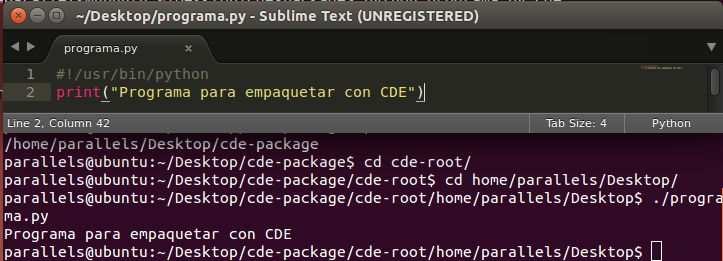 ~/Desktop/programa.py - Sublime Text (UNREGISTERED)
programa.py
1 #!/usr/bin/python
2 print("Programa para empaquetar con CDE")
Line 2, Column 42 Tab Size: 4 Python
/home/parallels/Desktop/cde-package
parallels@ubuntu:~/Desktop/cde-package$ cd cde-root/
parallels@ubuntu:~/Desktop/cde-package/cde-root$ cd home/parallels/Desktop/
parallels@ubuntu:~/Desktop/cde-package/cde-root/home/parallels/Desktop$ ./progra
ma.py
Programa para empaquetar con CDE
parallels@ubuntu:~/Desktop/cde-package/cde-root/home/parallels/Desktop$